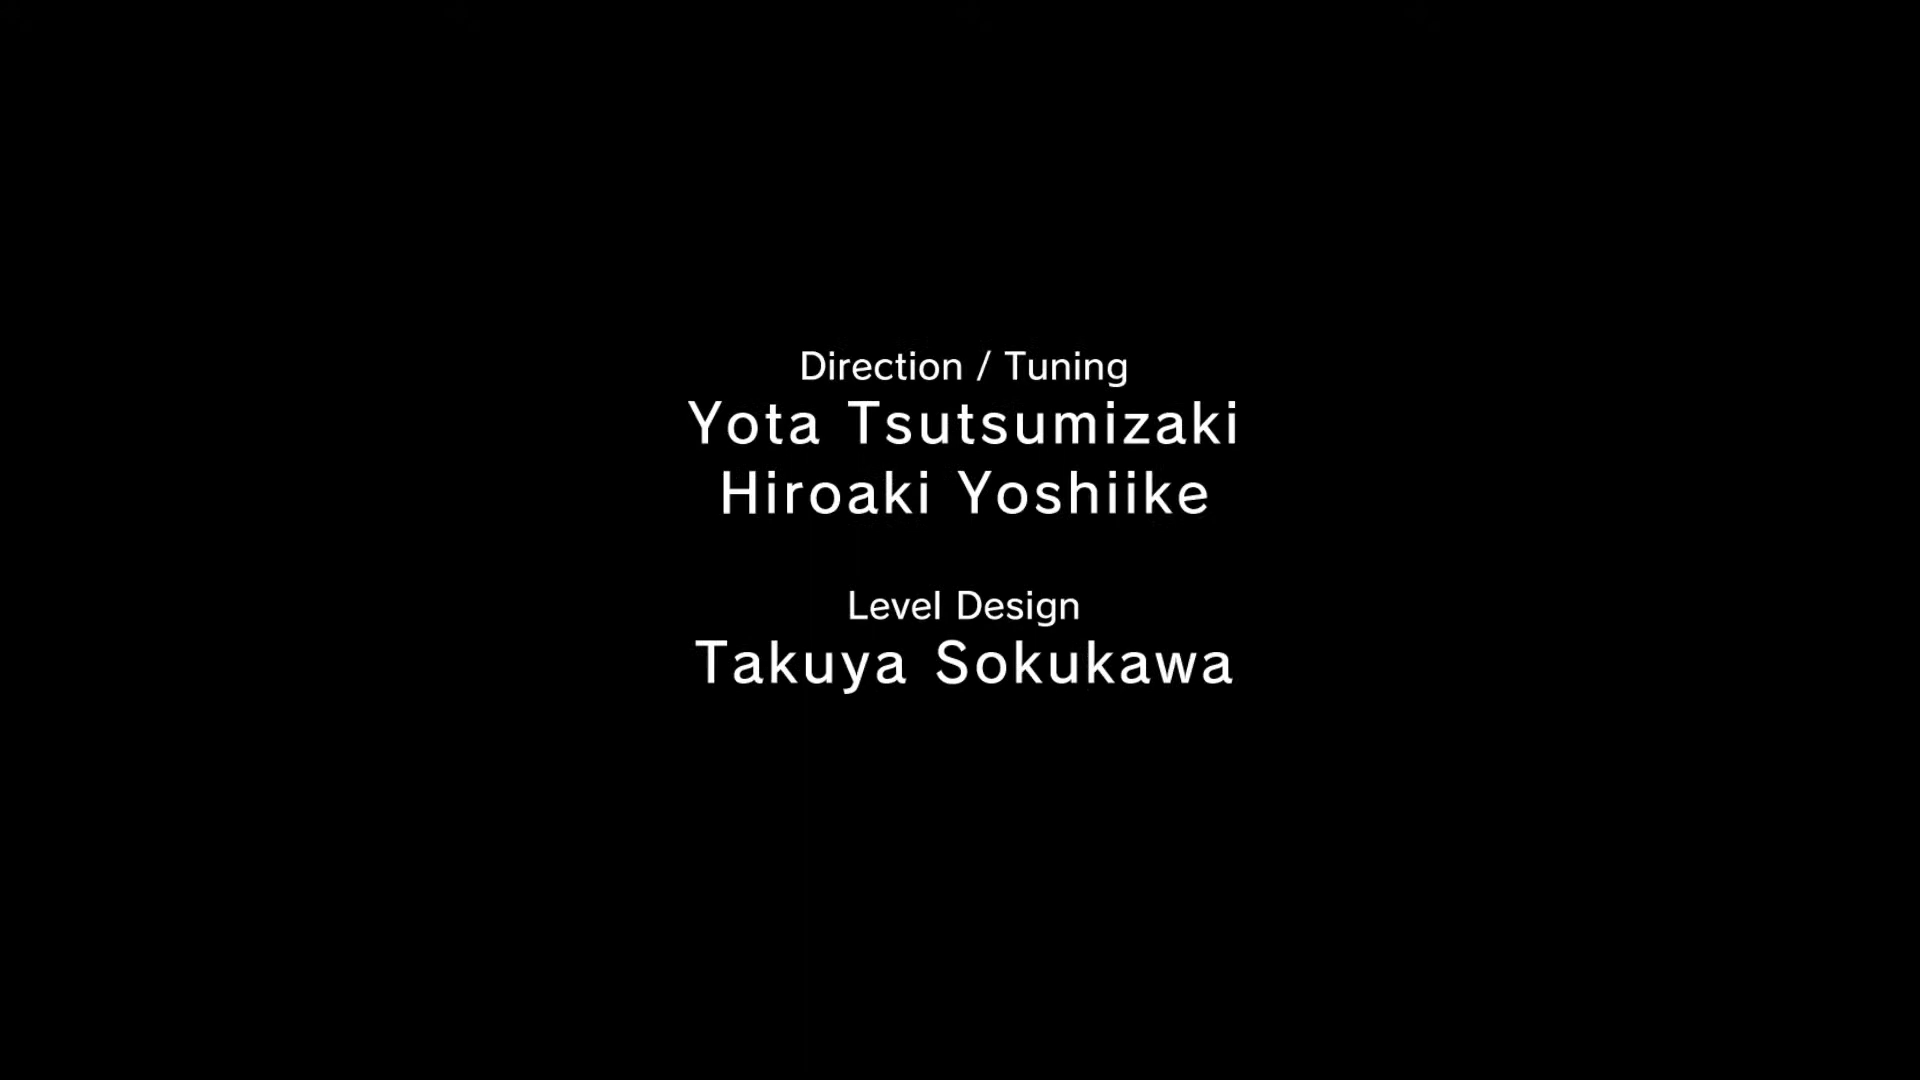 Direction / Tuning
Yota Tsutsumizaki
Hiroaki Yoshiike
Level Design
Takuya Sokukawa